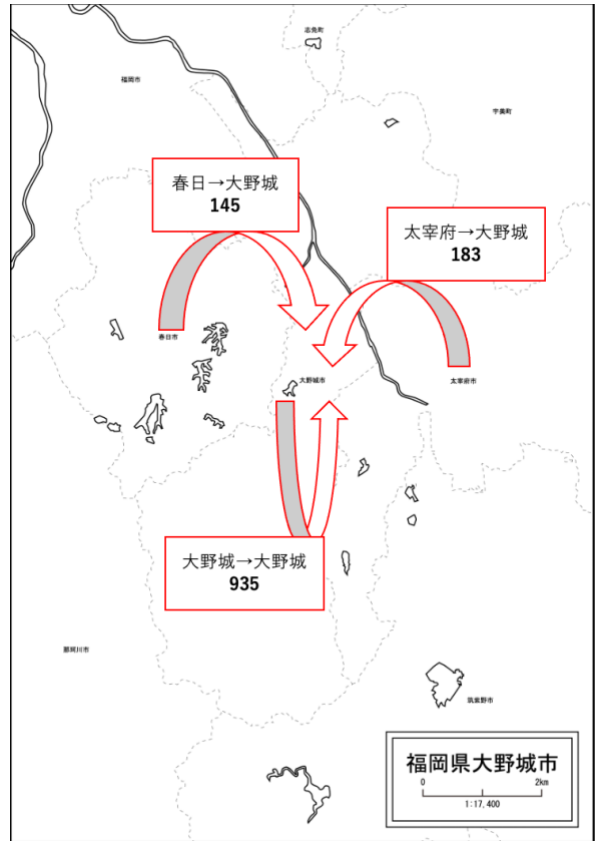 志免町
福岡市
宇美町
春日→大野城
145
太宰府→大野城
183
春日市
大野城市
太宰府市
大野城→大野城
935
那珂川市
筑紫野市
福岡県大野城市
0
2km
1:17,400